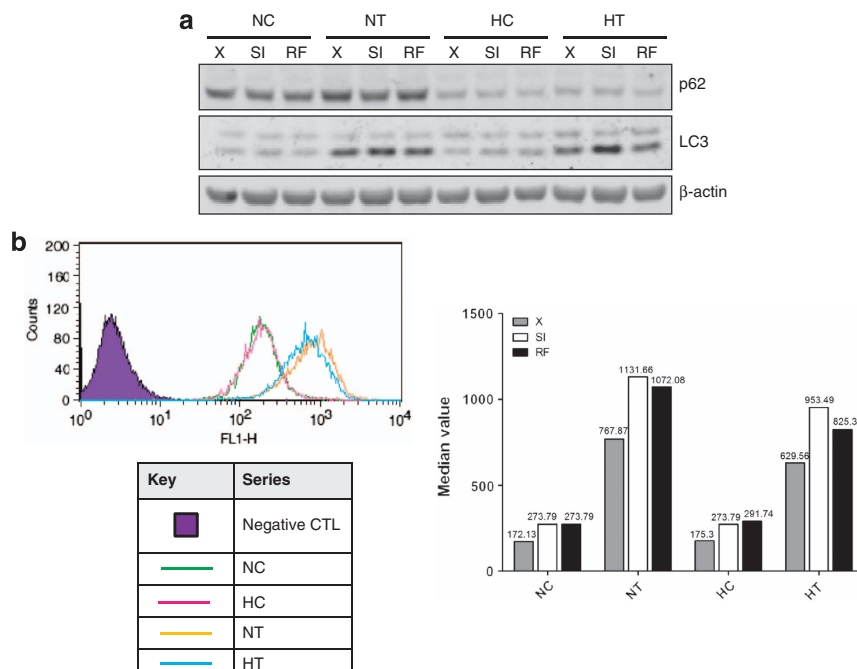 a
NC NT HC HT
X SI RF X SI RF X SI RF X SI RF
p62
LC3
β-actin
b
200
160
120
80
40
0
Counts
10⁰ 10¹ 10² 10³ 10⁴
FL1-H
Key Series
Negative CTL
NC
HC
NT
HT
1500
1000
500
0
Median value
X
SI
RF
172.13 273.79 273.79
767.87 1131.66 1072.08
175.3 273.79 291.74
629.56 953.49 825.3
NC NT HC HT